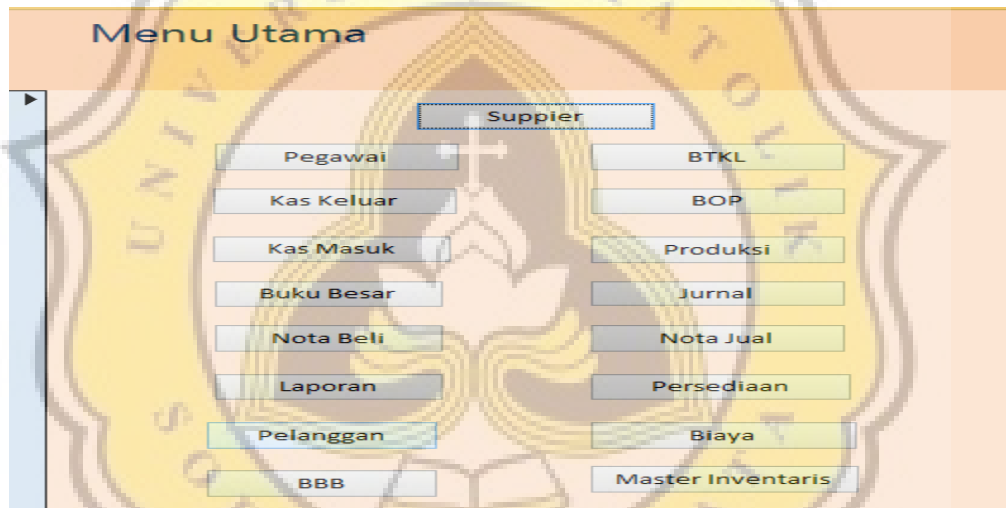 Menu Utama
Suppier
Pegawai BTKL
Kas Keluar BOP
Kas Masuk Produksi
Buku Besar Jurnal
Nota Beli Nota Jual
Laporan Persediaan
Pelanggan Biaya
BBB Master Inventaris